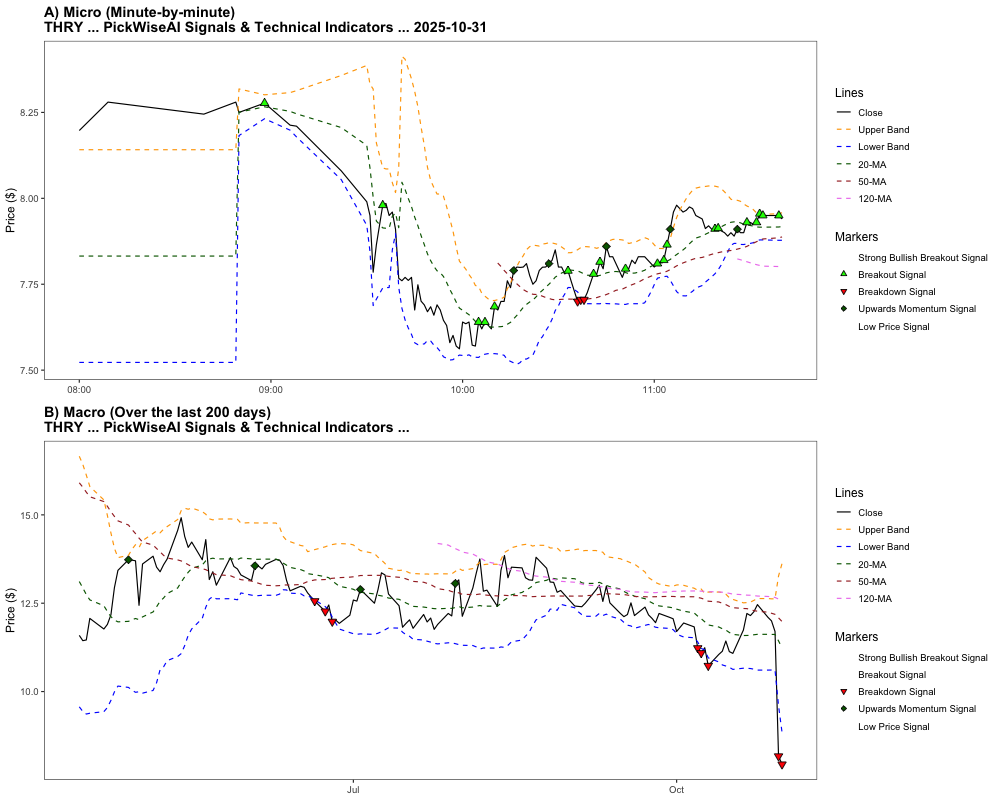 A) Micro (Minute-by-minute)
THRY ... PickWiseAI Signals & Technical Indicators ... 2025-10-31
Price ($)
8.25
8.00
7.75
7.50
08:00
09:00
10:00
11:00
Lines
Close
Upper Band
Lower Band
20-MA
50-MA
120-MA
Markers
Strong Bullish Breakout Signal
Breakout Signal
Breakdown Signal
Upwards Momentum Signal
Low Price Signal
B) Macro (Over the last 200 days)
THRY ... PickWiseAI Signals & Technical Indicators ...
Price ($)
15.0
12.5
10.0
Jul
Oct
Lines
Close
Upper Band
Lower Band
20-MA
50-MA
120-MA
Markers
Strong Bullish Breakout Signal
Breakout Signal
Breakdown Signal
Upwards Momentum Signal
Low Price Signal